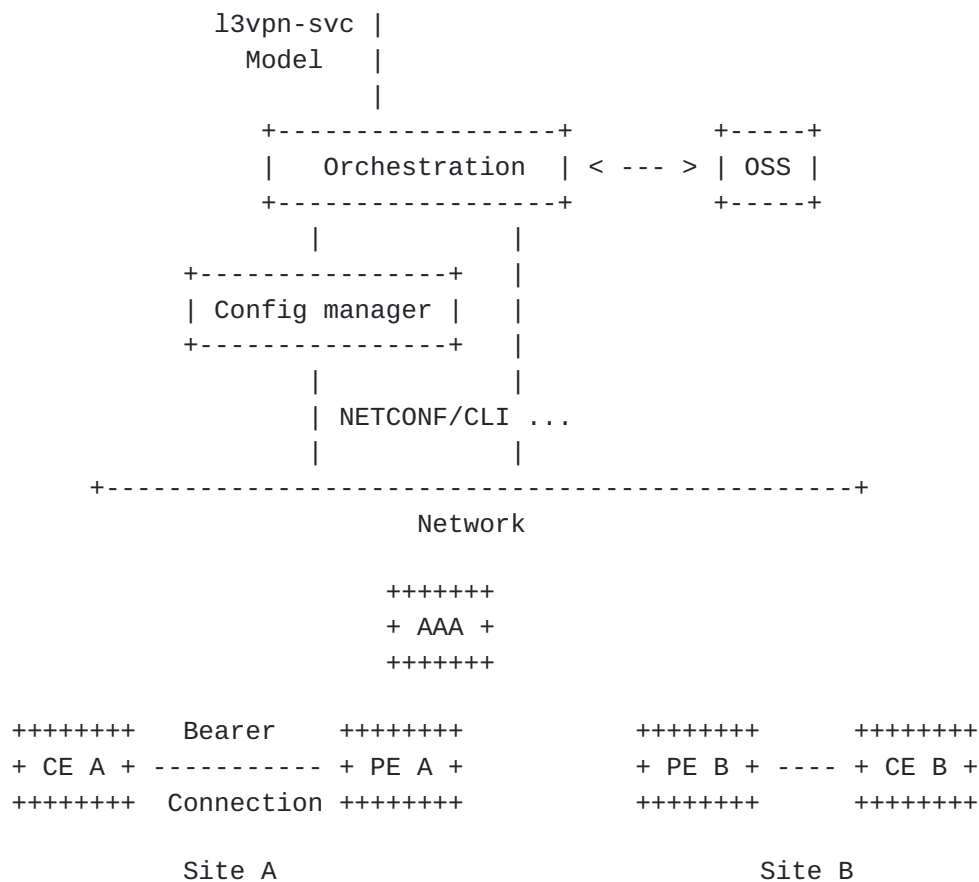 l3vpn-svc |
Model |
|
+------------------+ +-----+
| Orchestration | < --- > | OSS |
+------------------+ +-----+
| |
+----------------+ |
| Config manager | |
+----------------+ |
| |
| NETCONF/CLI ...
| |
+------------------------------------------------+
Network
+++++++
+ AAA +
+++++++
++++++++ Bearer ++++++++ ++++++++ ++++++++
+ CE A + ----------- + PE A + + PE B + ---- + CE B +
++++++++ Connection ++++++++ ++++++++ ++++++++
Site A Site B